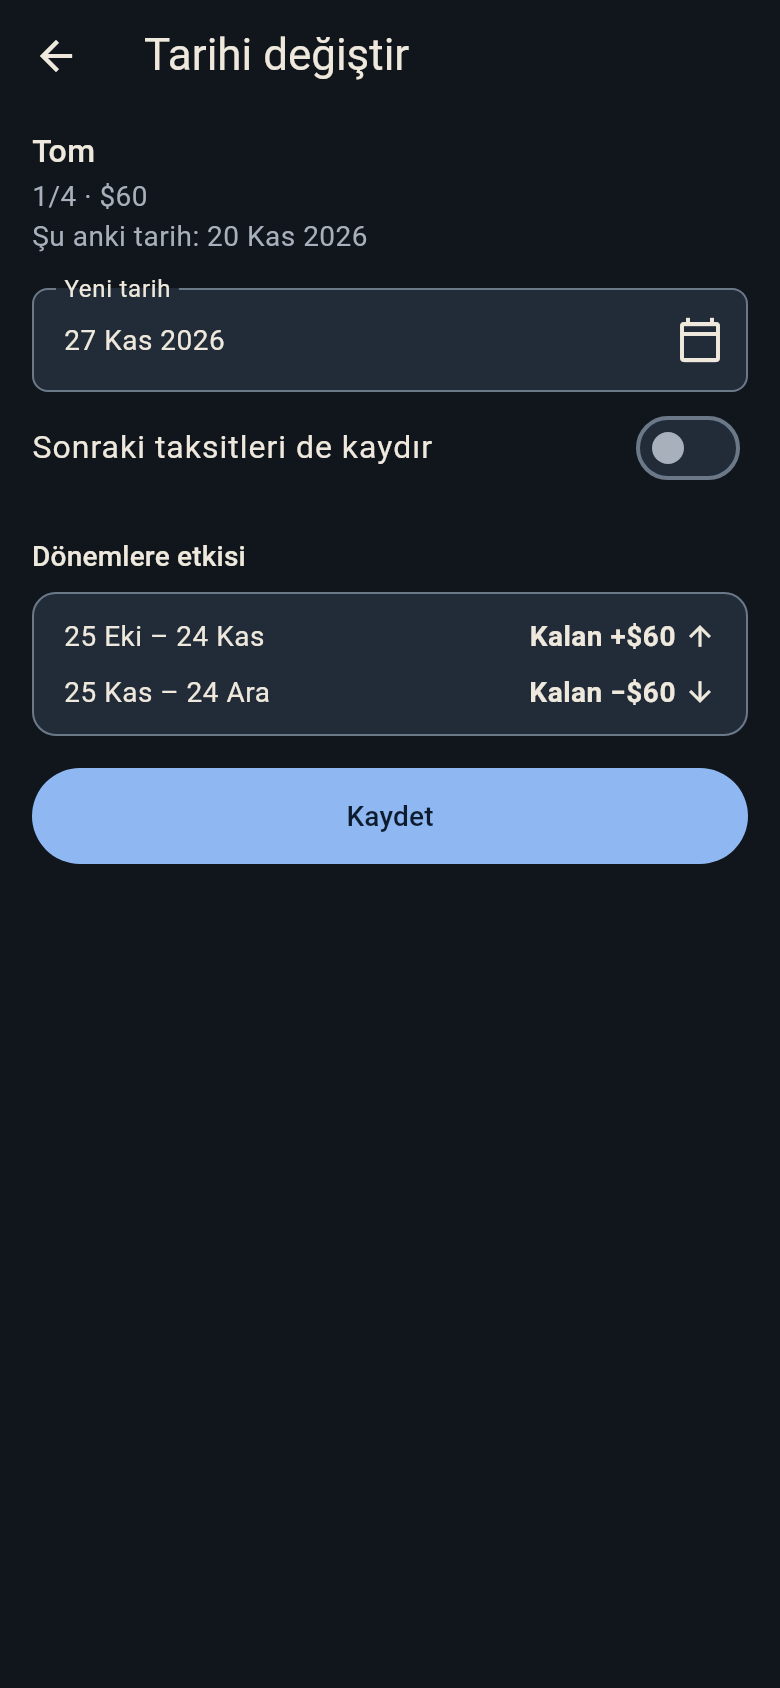 Tarihi değiştir
Tom
1/4 · $60
Şu anki tarih: 20 Kas 2026
Yeni tarih
27 Kas 2026
Sonraki taksitleri de kaydır
Dönemlere etkisi
25 Eki – 24 Kas Kalan +$60 ↑
25 Kas – 24 Ara Kalan −$60 ↓
Kaydet